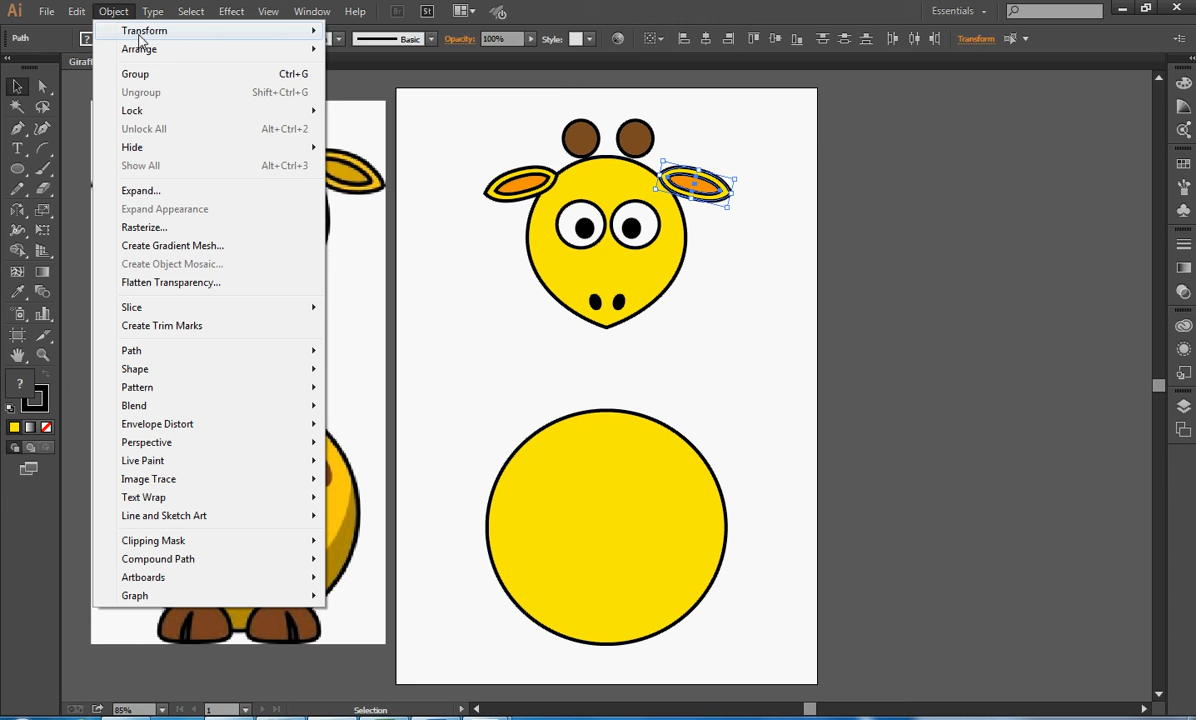 Ai File Edit Object Type Select Effect View Window Help Br St Essentials
Path ? Basic Opacity: 100% Style: Transform
Giraff
Transform
Arrange
Group Ctrl+G
Ungroup Shift+Ctrl+G
Lock
Unlock All Alt+Ctrl+2
Hide
Show All Alt+Ctrl+3
Expand...
Expand Appearance
Rasterize...
Create Gradient Mesh...
Create Object Mosaic...
Flatten Transparency...
Slice
Create Trim Marks
Path
Shape
Pattern
Blend
Envelope Distort
Perspective
Live Paint
Image Trace
Text Wrap
Line and Sketch Art
Clipping Mask
Compound Path
Artboards
Graph
T
?
85% 1 Selection